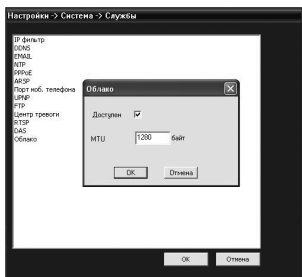 Настройки -> Система -> Службы
IP фильтр
DDNS
EMAIL
NTP
PPPoE
ARSP
Порт моб. телефона
UPNP
FTP
Центр тревоги
RTSP
DAS
Облако
Облако
Доступен
MTU 1280 байт
OK Отмена
OK Отмена